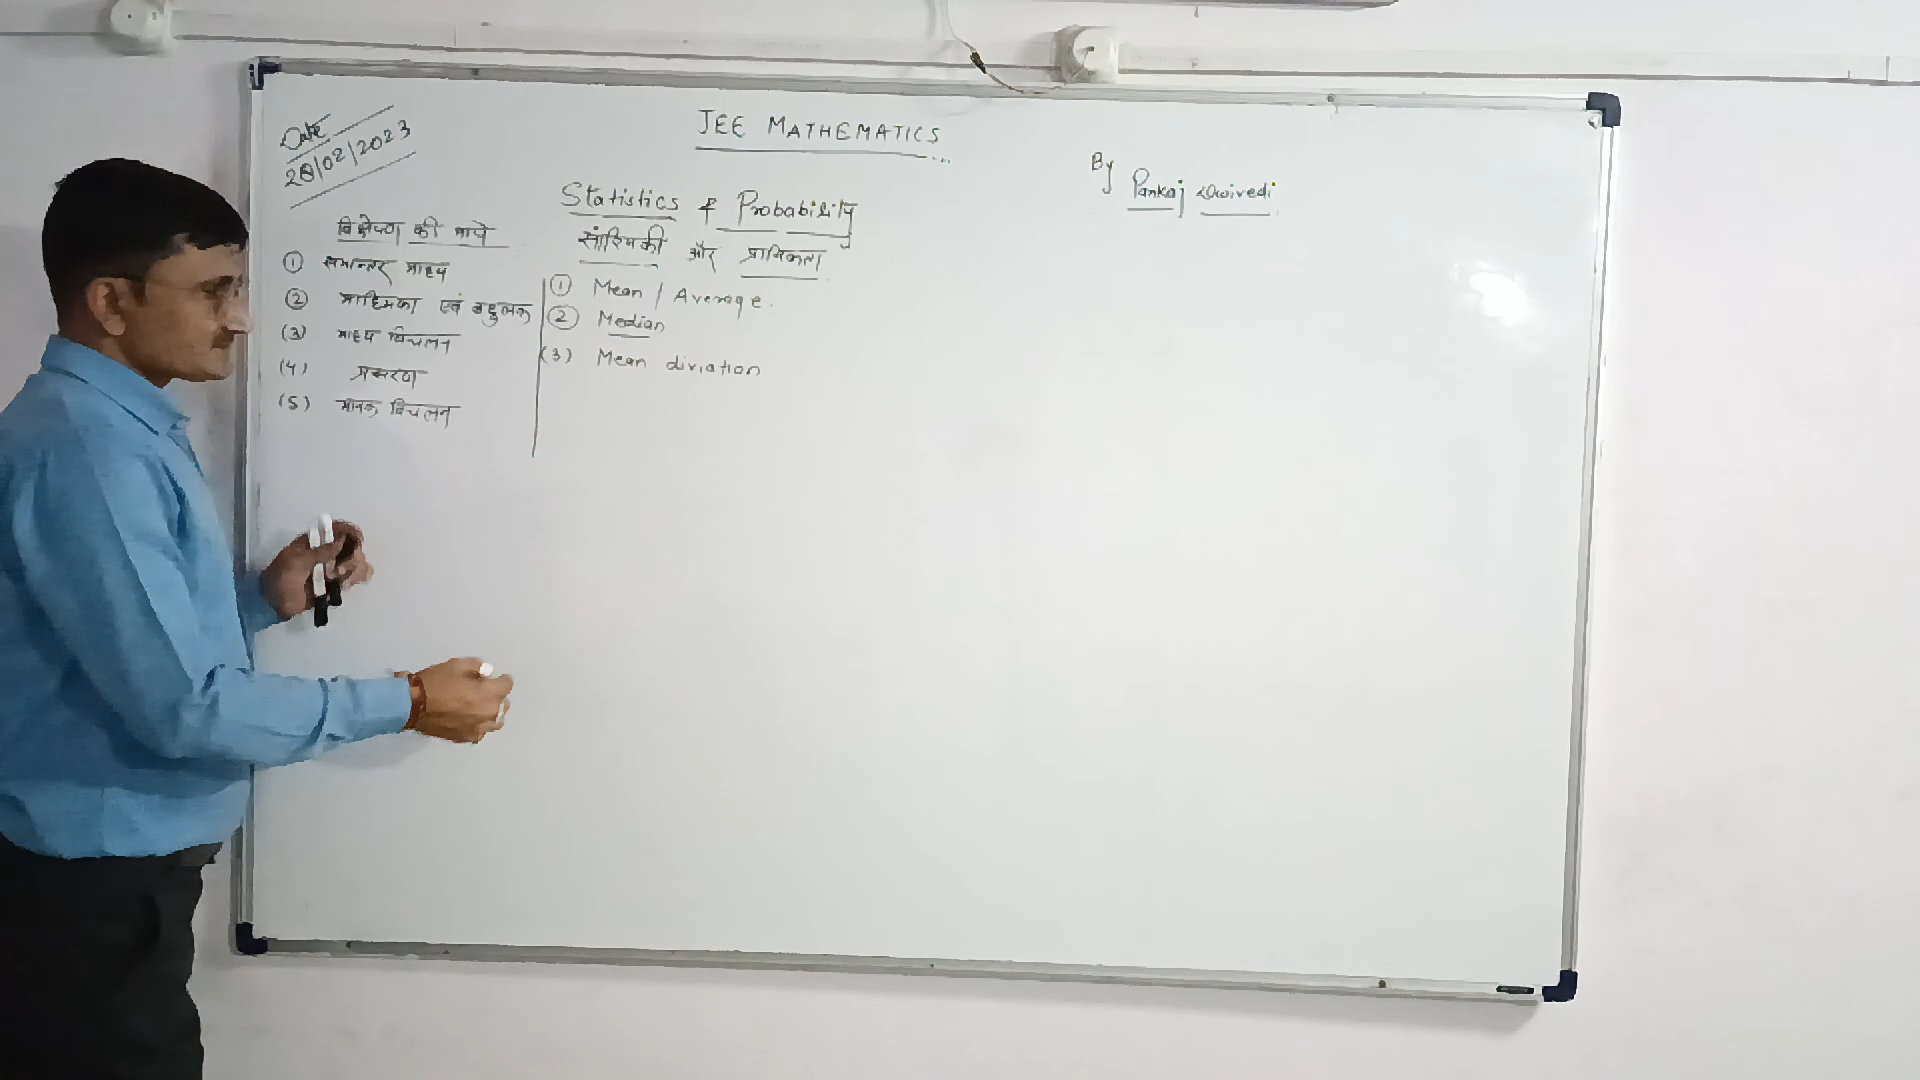 Date
28/02/2023
JEE MATHEMATICS
By Pankaj Dwivedi
Statistics & Probability
सांख्यिकी और प्रायिकता
विक्षेपण की मापे
① समान्तर माध्य
② माध्यिका एवं बहुलक
(3) माध्य विचलन
(4) प्रसरण
(5) मानक विचलन
① Mean / Average.
② Median
(3) Mean diviation